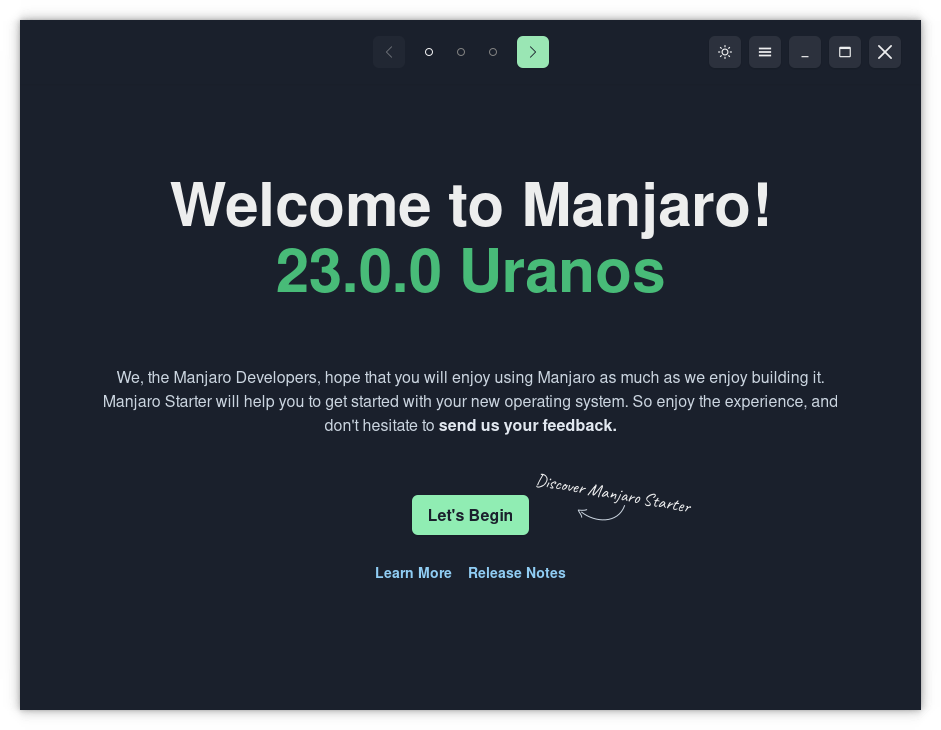 Welcome to Manjaro!
23.0.0 Uranos
We, the Manjaro Developers, hope that you will enjoy using Manjaro as much as we enjoy building it.
Manjaro Starter will help you to get started with your new operating system. So enjoy the experience, and
don't hesitate to send us your feedback.
Discover Manjaro Starter
Let's Begin
Learn More Release Notes